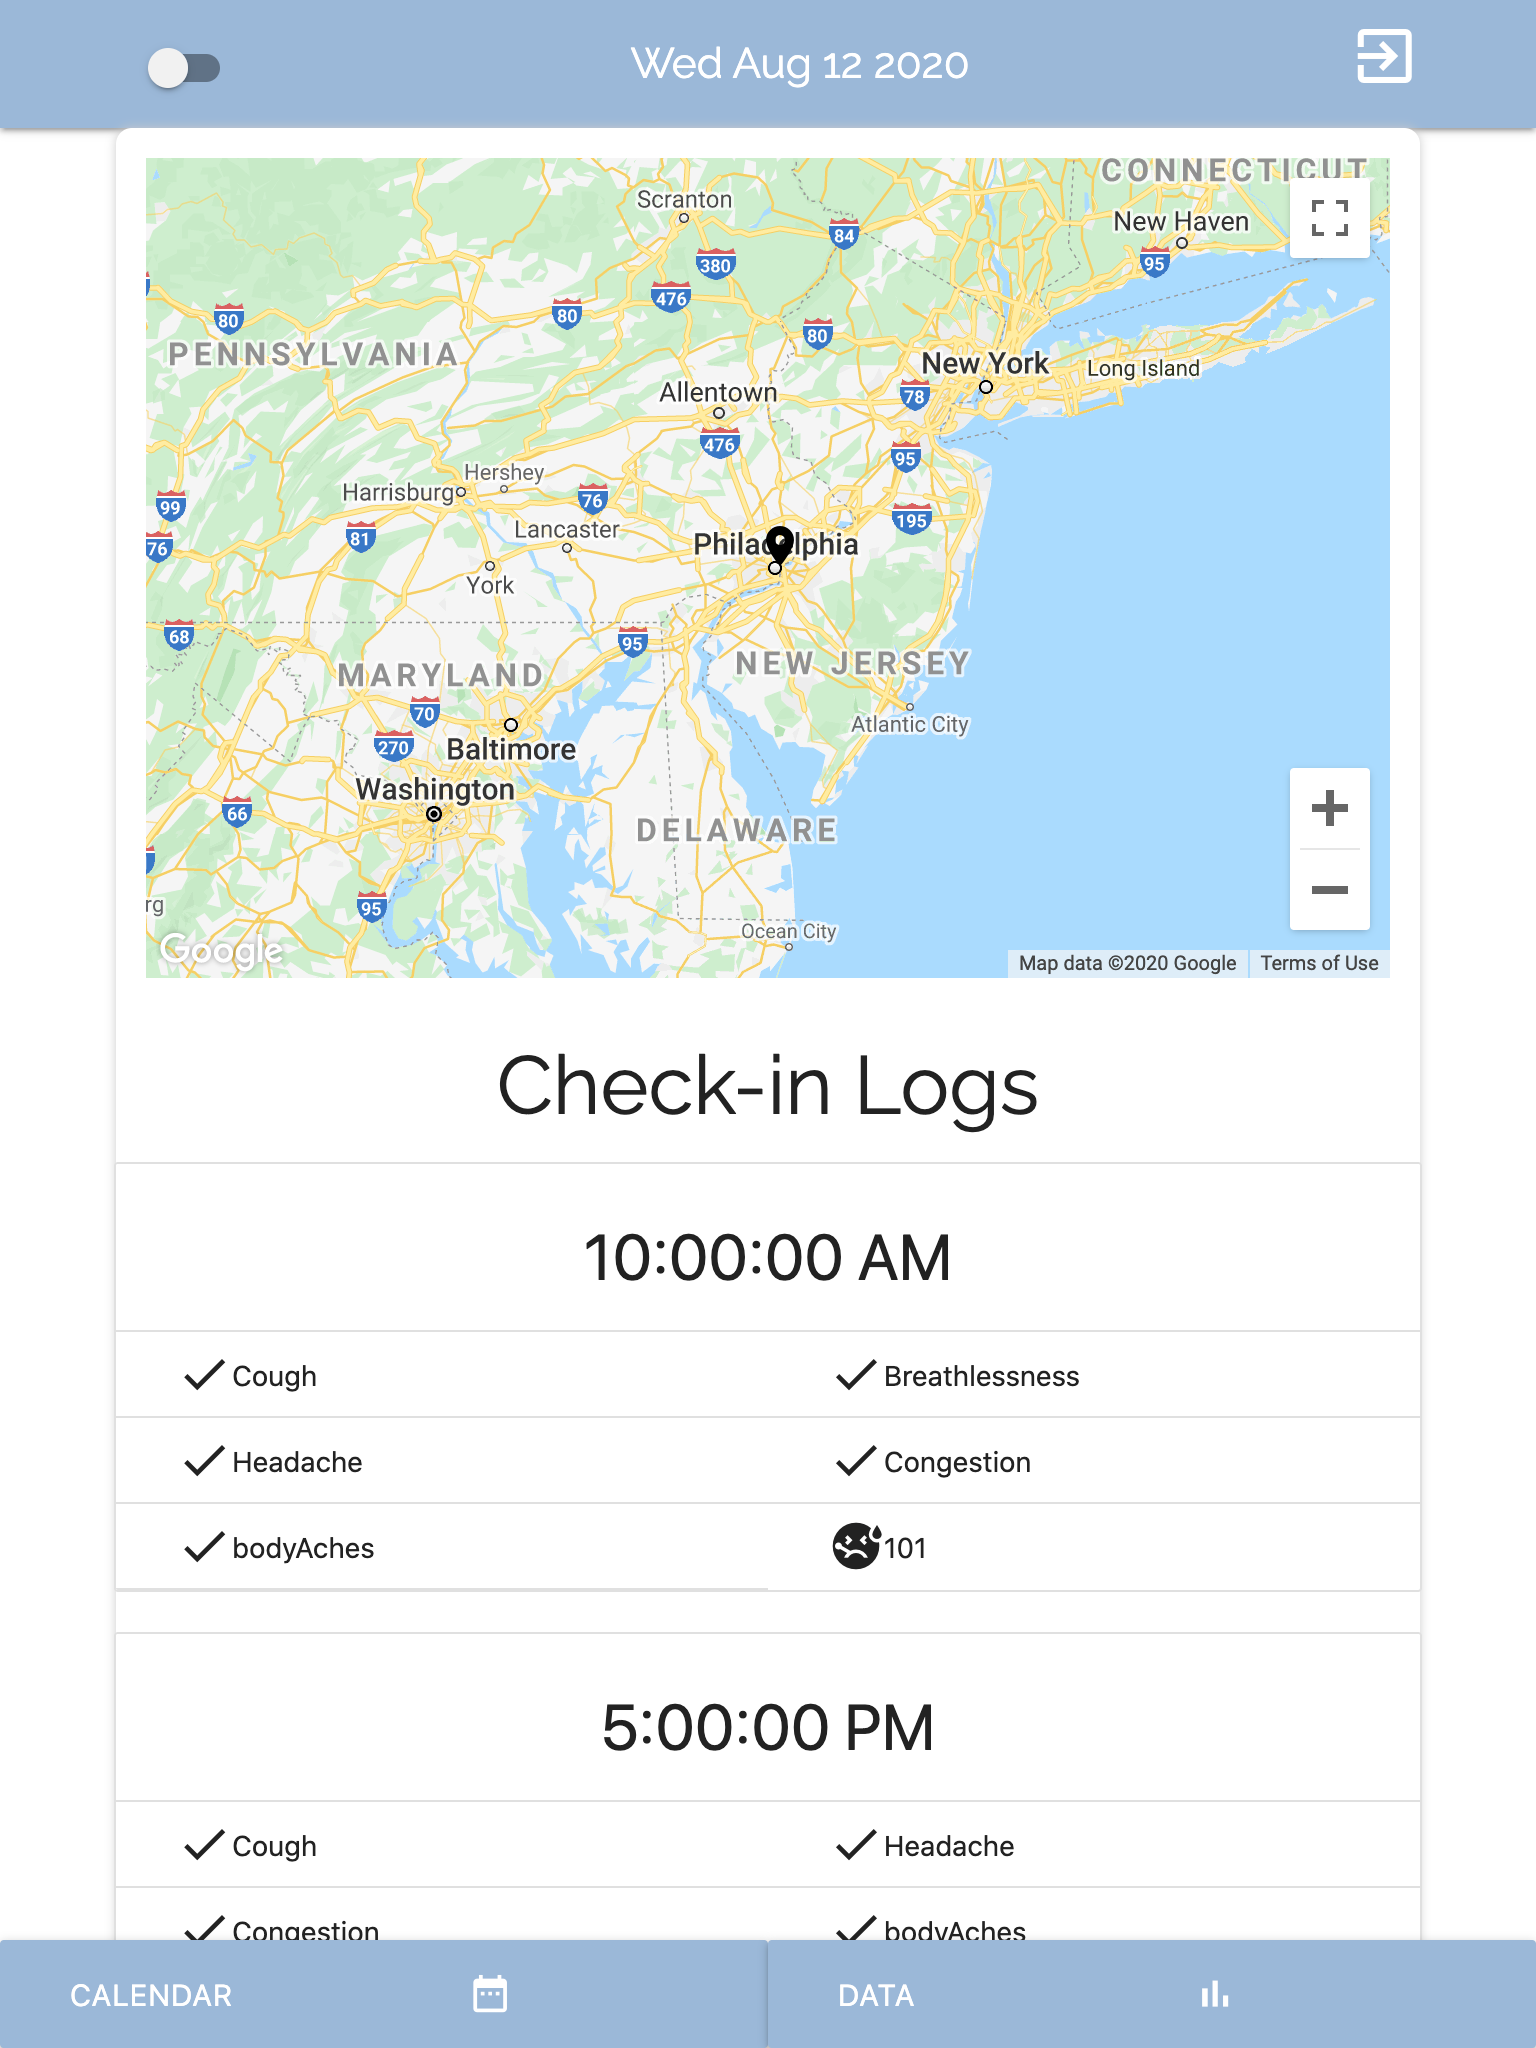 Wed Aug 12 2020
CONNECTICUT
Scranton
New Haven
84
95
380
476
80
80
80
PENNSYLVANIA
New York
Long Island
Allentown
78
476
95
Hershey
Harrisburg
76
99
195
Lancaster
81
76
Philadelphia
York
68
95
NEW JERSEY
MARYLAND
70
Atlantic City
270
Baltimore
Washington
66
DELAWARE
95
rg
Ocean City
Google
Map data ©2020 Google
Terms of Use
Check-in Logs
10:00:00 AM
Cough
Breathlessness
Headache
Congestion
bodyAches
101
5:00:00 PM
Cough
Headache
Congestion
bodyAches
CALENDAR
DATA